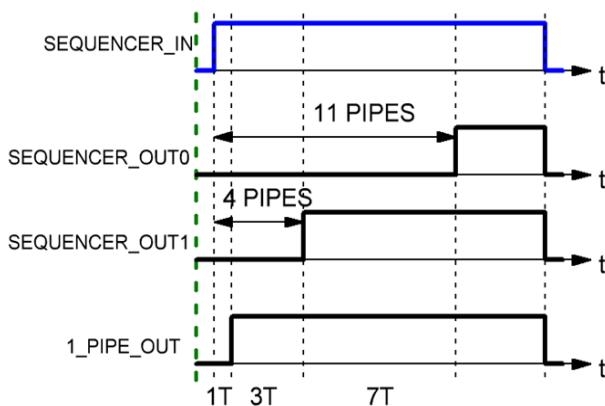 SEQUENCER_IN
t
11 PIPES
SEQUENCER_OUT0
t
4 PIPES
SEQUENCER_OUT1
t
1_PIPE_OUT
t
1T 3T 7T